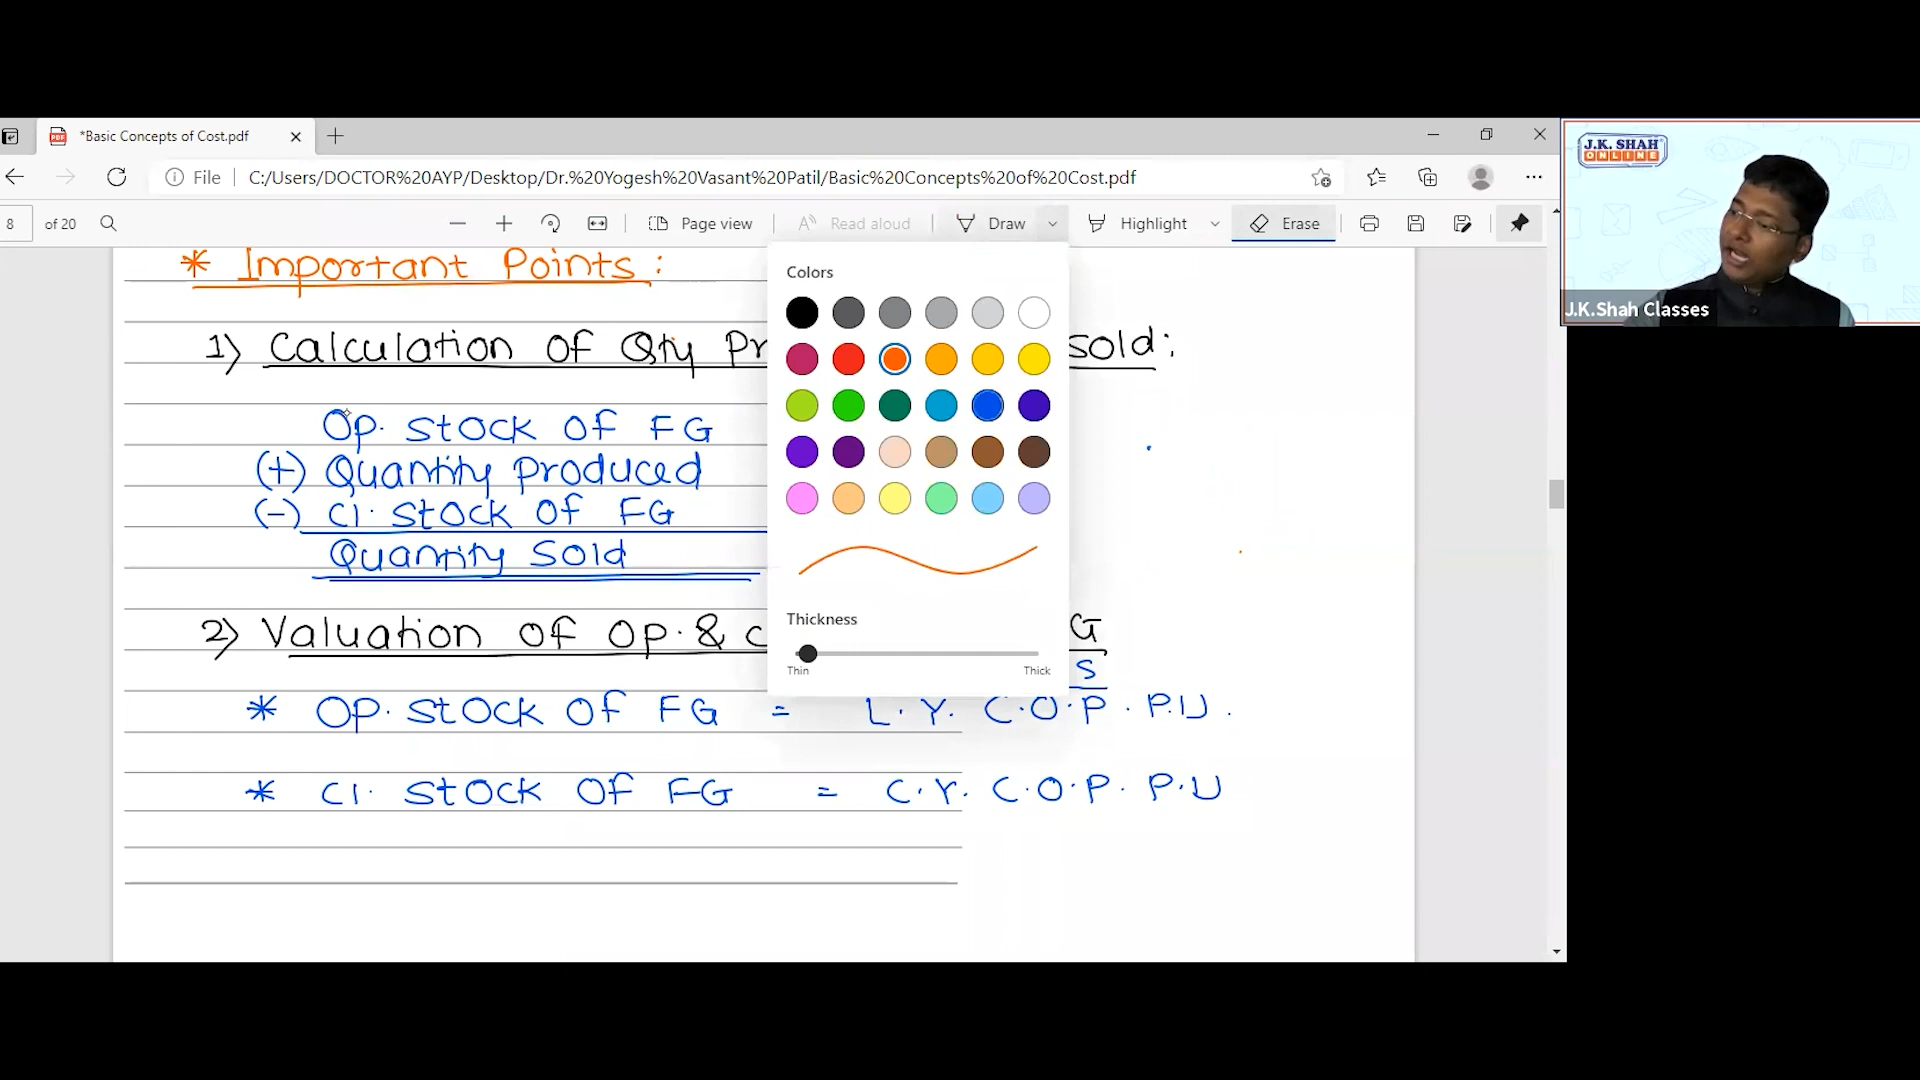 *Basic Concepts of Cost.pdf
File C:/Users/DOCTOR%20AYP/Desktop/Dr.%20Yogesh%20Vasant%20Patil/Basic%20Concepts%20of%20Cost.pdf
8 of 20 Page view Read aloud Draw Highlight Erase
J.K. SHAH
ONLINE
J.K.Shah Classes
* Important Points:
1) Calculation of Qty Pr sold:
Op. Stock of FG
(+) Quantity Produced
(-) Cl. Stock of FG
Quantity Sold
2) Valuation of Op. & C G
S
* Op. Stock of FG = L.Y. C.O.P. P.U.
* Cl. Stock of FG = C.Y. C.O.P. P.U
Colors
Thickness
Thin Thick